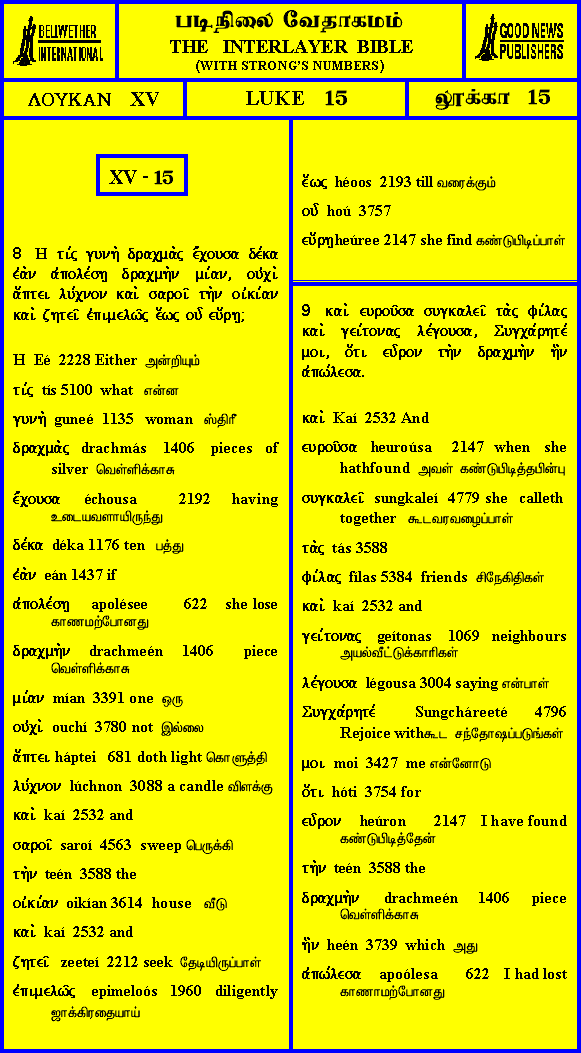 BELLWETHER
INTERNATIONAL
படிநிலை வேதாகமம்
THE INTERLAYER BIBLE
(WITH STRONG'S NUMBERS)
GOOD NEWS
PUBLISHERS
ΛΟΥΚΑΝ XV
LUKE 15
லூக்கா 15
XV - 15
8 Η τίς γυνὴ δραχμὰς ἔχουσα δέκα
ἐὰν ἀπολέσῃ δραχμὴν μίαν, οὐχὶ
ἅπτει λύχνον καὶ σαροῖ τὴν οἰκίαν
καὶ ζητεῖ ἐπιμελῶς ἕως οὗ εὕρῃ;
Η Eé 2228 Either அன்றியும்
τίς tís 5100 what என்ன
γυνὴ guneé 1135 woman ஸ்திரீ
δραχμὰς drachmás 1406 pieces of
silver வெள்ளிக்காசு
ἔχουσα échousa 2192 having
உடையவளாயிருந்து
δέκα déka 1176 ten பத்து
ἐὰν eán 1437 if
ἀπολέσῃ apolésee 622 she lose
காணமற்போனது
δραχμὴν drachmeén 1406 piece
வெள்ளிக்காசு
μίαν mían 3391 one ஒரு
οὐχὶ ouchí 3780 not இல்லை
ἅπτει háptei 681 doth light கொளுத்தி
λύχνον lúchnon 3088 a candle விளக்கு
καὶ kaí 2532 and
σαροῖ saroí 4563 sweep பெருக்கி
τὴν teén 3588 the
οἰκίαν oikían 3614 house வீடு
καὶ kaí 2532 and
ζητεῖ zeeteí 2212 seek தேடியிருப்பாள்
ἐπιμελῶς epimeloós 1960 diligently
ஜாக்கிரதையாய்
ἕως héoos 2193 till வரைக்கும்
οὗ hoú 3757
εὕρῃ heúree 2147 she find கண்டுபிடிப்பாள்
9 καὶ ευροῦσα συγκαλεῖ τὰς φίλας
καὶ γείτονας λέγουσα, Συγχάρητέ
μοι, ὅτι εὗρον τὴν δραχμὴν ἣν
ἀπώλεσα.
καὶ Kaí 2532 And
ευροῦσα heuroúsa 2147 when she
hathfound அவள் கண்டுபிடித்தபின்பு
συγκαλεῖ sungkaleí 4779 she calleth
together கூடவரவழைப்பாள்
τὰς tás 3588
φίλας fílas 5384 friends சிநேகிதிகள்
καὶ kaí 2532 and
γείτονας geítonas 1069 neighbours
அயல்வீட்டுக்காரிகள்
λέγουσα légousa 3004 saying என்பாள்
Συγχάρητέ Sungcháreeté 4796
Rejoice withகூட சந்தோஷப்படுங்கள்
μοι moi 3427 me என்னோடு
ὅτι hóti 3754 for
εὗρον heúron 2147 I have found
கண்டுபிடித்தேன்
τὴν teén 3588 the
δραχμὴν drachmeén 1406 piece
வெள்ளிக்காசு
ἣν heén 3739 which அது
ἀπώλεσα apoólesa 622 I had lost
காணாமற்போனது